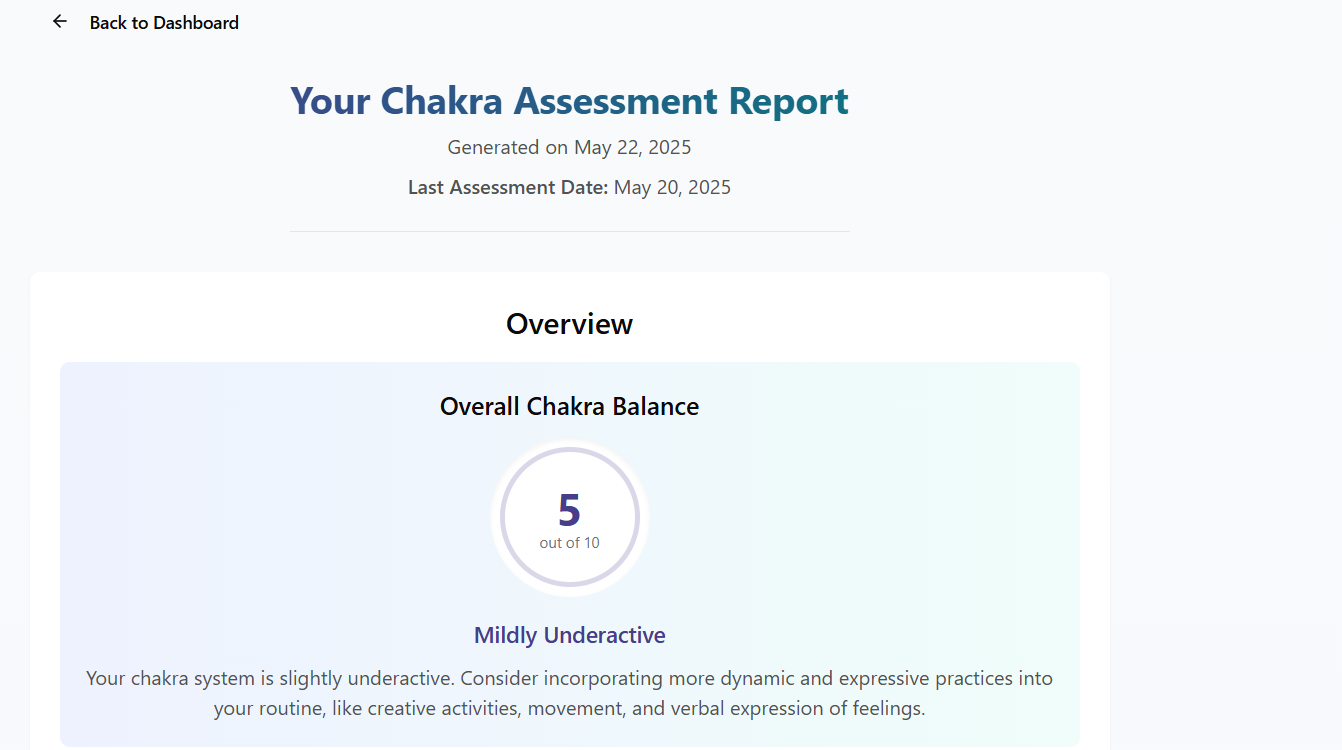 Back to Dashboard
Your Chakra Assessment Report
Generated on May 22, 2025
Last Assessment Date: May 20, 2025
Overview
Overall Chakra Balance
5
out of 10
Mildly Underactive
Your chakra system is slightly underactive. Consider incorporating more dynamic and expressive practices into
your routine, like creative activities, movement, and verbal expression of feelings.